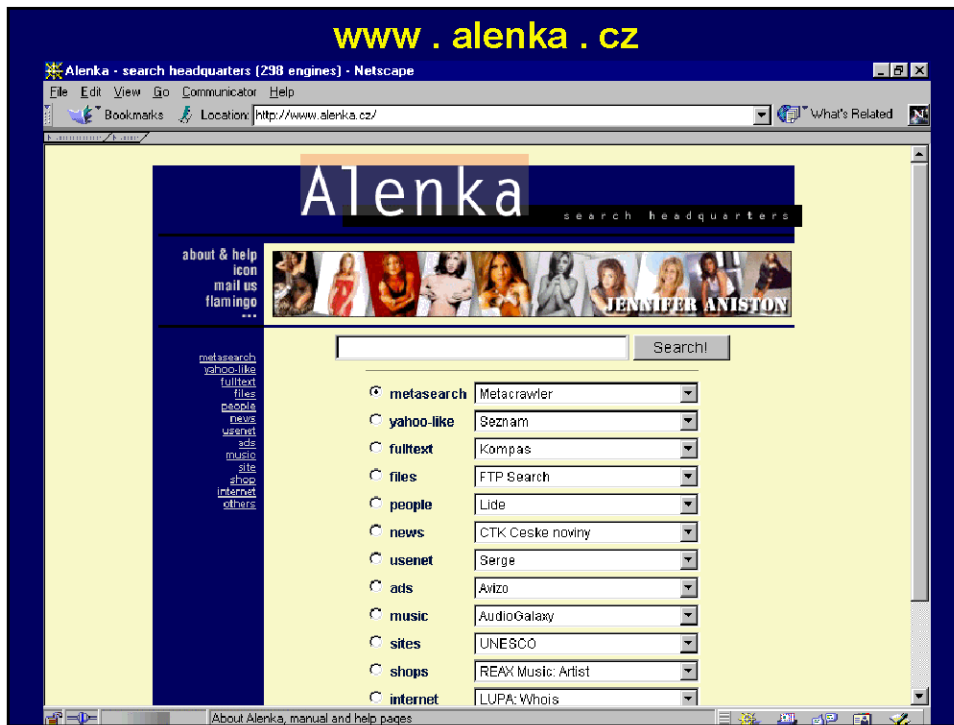 www . alenka . cz
Alenka - search headquarters (298 engines) - Netscape
File Edit View Go Communicator Help
Bookmarks Location: http://www.alenka.cz/ What's Related N
Alenka
search headquarters
about & help
icon
mail us
flamingo
JENNIFER ANISTON
Search!
metasearch
yahoo-like
fulltext
files
people
news
usenet
ads
music
site
shop
internet
others
metasearch Metacrawler
yahoo-like Seznam
fulltext Kompas
files FTP Search
people Lide
news CTK Ceske noviny
usenet Serge
ads Avizo
music AudioGalaxy
sites UNESCO
shops REAX Music: Artist
internet LUPA: Whois
About Alenka, manual and help pages